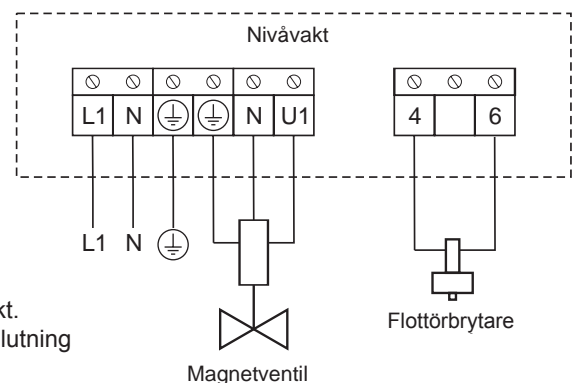 Nivåvakt
L1 N N U1
4 6
L1 N
kt.
lutning
Flottörbrytare
Magnetventil